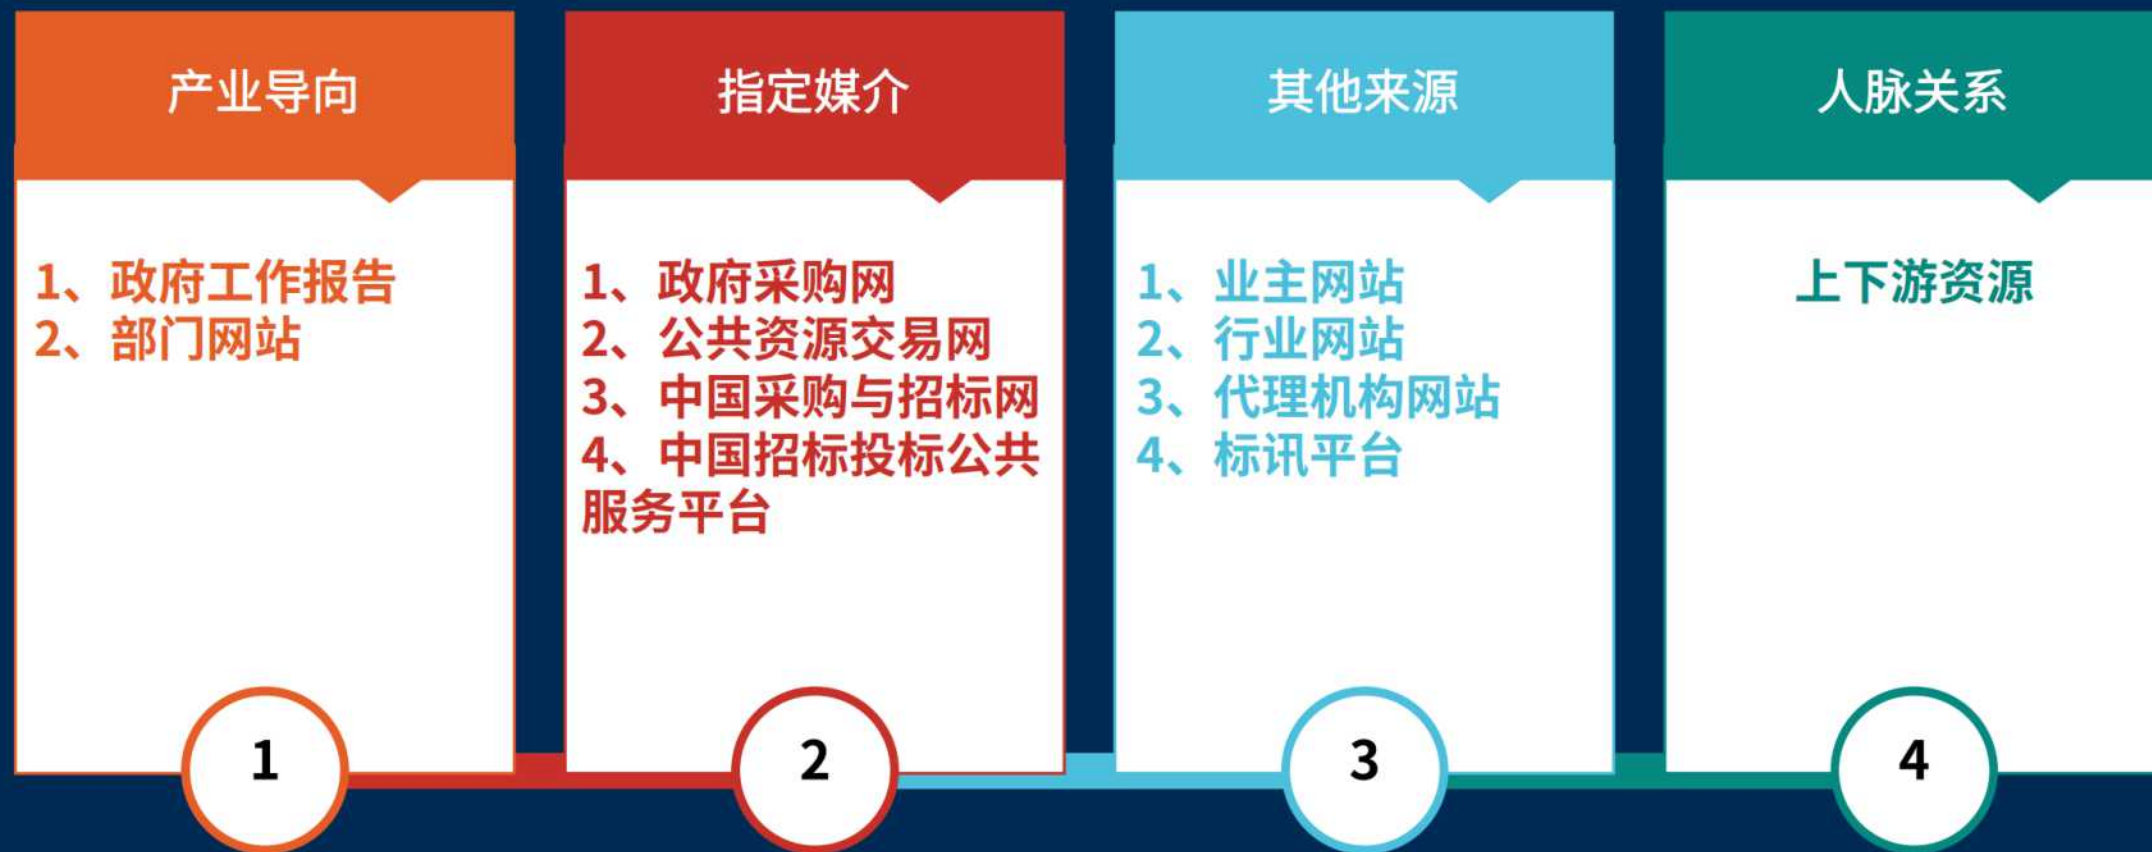 产业导向
1、政府工作报告
2、部门网站
1
指定媒介
1、政府采购网
2、公共资源交易网
3、中国采购与招标网
4、中国招标投标公共
服务平台
2
其他来源
1、业主网站
2、行业网站
3、代理机构网站
4、标讯平台
3
人脉关系
上下游资源
4